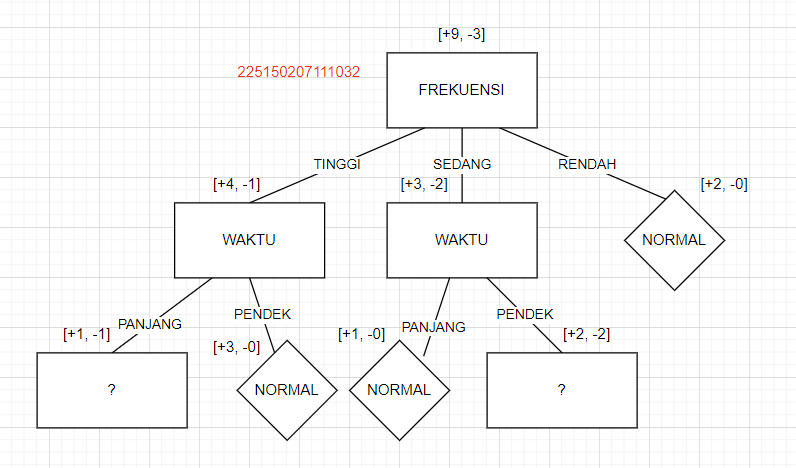 [+9, -3]
225150207111032
FREKUENSI
TINGGI
SEDANG
RENDAH
[+4, -1]
[+3, -2]
[+2, -0]
WAKTU
WAKTU
NORMAL
PANJANG
PENDEK
PANJANG
PENDEK
[+1, -1]
[+3, -0]
[+1, -0]
[+2, -2]
?
NORMAL
NORMAL
?